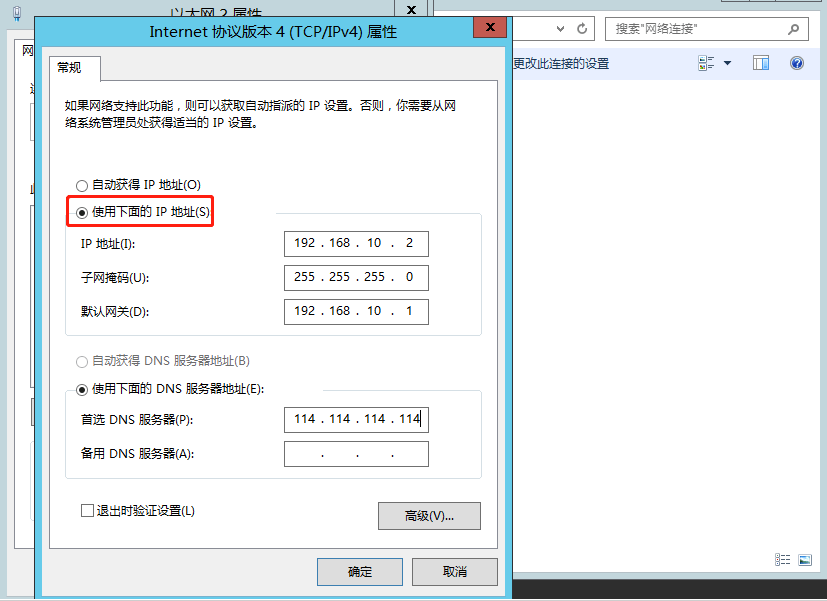 以太网 2 属性
X
Internet 协议版本 4 (TCP/IPv4) 属性
X
搜索"网络连接"
更改此连接的设置
网
常规
如果网络支持此功能，则可以获取自动指派的 IP 设置。否则，你需要从网
络系统管理员处获得适当的 IP 设置。
自动获得 IP 地址(O)
使用下面的 IP 地址(S)
IP 地址(I):
192 . 168 . 10 . 2
子网掩码(U):
255 . 255 . 255 . 0
默认网关(D):
192 . 168 . 10 . 1
自动获得 DNS 服务器地址(B)
使用下面的 DNS 服务器地址(E):
首选 DNS 服务器(P):
114 . 114 . 114 . 114
备用 DNS 服务器(A):
. . .
退出时验证设置(L)
高级(V)...
确定
取消